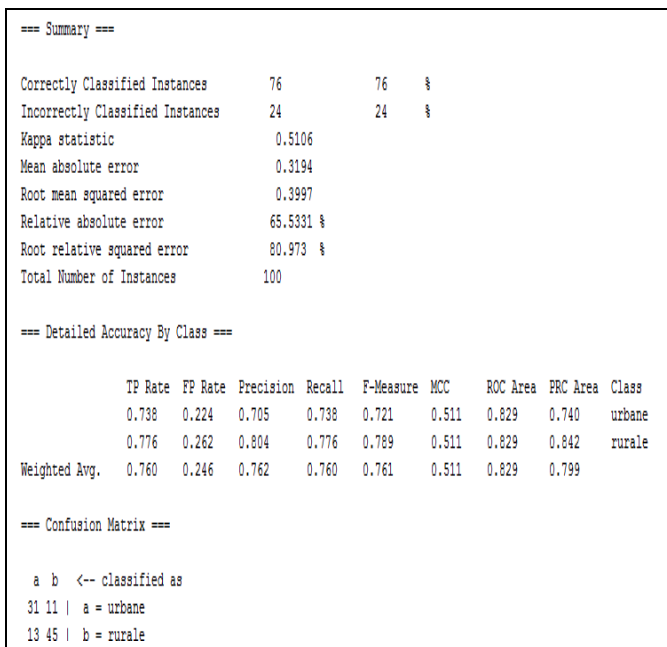 === Summary ===
Correctly Classified Instances 76 76 %
Incorrectly Classified Instances 24 24 %
Kappa statistic 0.5106
Mean absolute error 0.3194
Root mean squared error 0.3997
Relative absolute error 65.5331 %
Root relative squared error 80.973 %
Total Number of Instances 100
=== Detailed Accuracy By Class ===
TP Rate FP Rate Precision Recall F-Measure MCC ROC Area PRC Area Class
0.738 0.224 0.705 0.738 0.721 0.511 0.829 0.740 urbane
0.776 0.262 0.804 0.776 0.789 0.511 0.829 0.842 rurale
Weighted Avg. 0.760 0.246 0.762 0.760 0.761 0.511 0.829 0.799
=== Confusion Matrix ===
a b <-- classified as
31 11 | a = urbane
13 45 | b = rurale